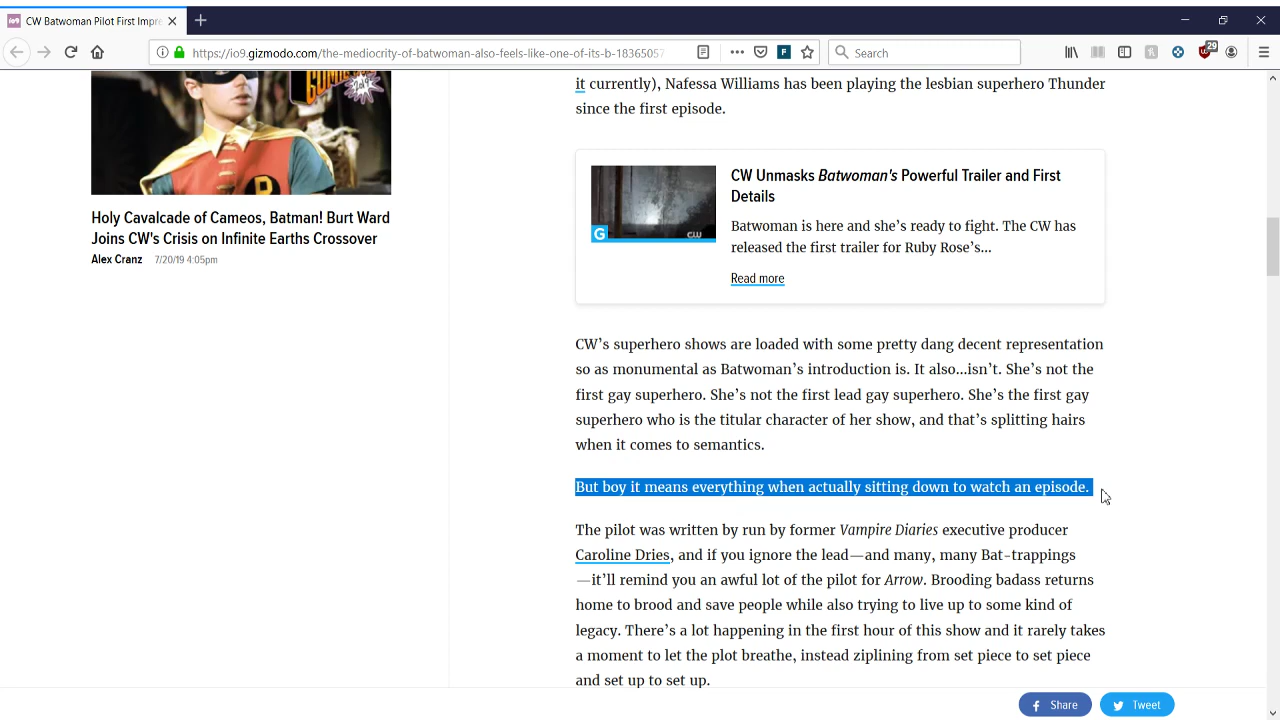 CW Batwoman Pilot First Impre
https://io9.gizmodo.com/the-mediocrity-of-batwoman-also-feels-like-one-of-its-b-18365057
Search
29
Holy Cavalcade of Cameos, Batman! Burt Ward
Joins CW's Crisis on Infinite Earths Crossover
Alex Cranz 7/20/19 4:05pm
it currently), Nafessa Williams has been playing the lesbian superhero Thunder
since the first episode.
G
CW
CW Unmasks Batwoman's Powerful Trailer and First
Details
Batwoman is here and she’s ready to fight. The CW has
released the first trailer for Ruby Rose’s...
Read more
CW’s superhero shows are loaded with some pretty dang decent representation
so as monumental as Batwoman’s introduction is. It also...isn’t. She’s not the
first gay superhero. She’s not the first lead gay superhero. She’s the first gay
superhero who is the titular character of her show, and that’s splitting hairs
when it comes to semantics.
But boy it means everything when actually sitting down to watch an episode.
The pilot was written by run by former Vampire Diaries executive producer
Caroline Dries, and if you ignore the lead—and many, many Bat-trappings
—it’ll remind you an awful lot of the pilot for Arrow. Brooding badass returns
home to brood and save people while also trying to live up to some kind of
legacy. There’s a lot happening in the first hour of this show and it rarely takes
a moment to let the plot breathe, instead ziplining from set piece to set piece
and set up to set up.
Share
Tweet